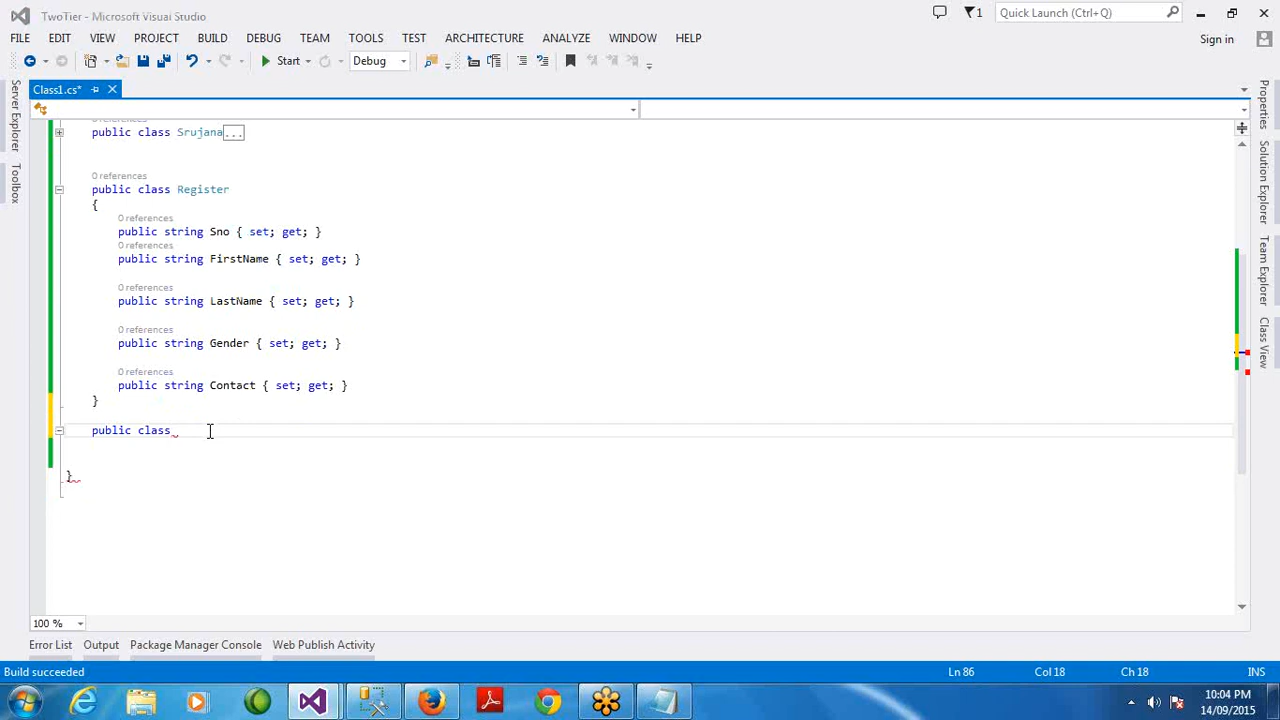 TwoTier - Microsoft Visual Studio
1
Quick Launch (Ctrl+Q)
FILE EDIT VIEW PROJECT BUILD DEBUG TEAM TOOLS TEST ARCHITECTURE ANALYZE WINDOW HELP
Sign in
Start
Debug
Class1.cs*
Server Explorer
Toolbox
public class Srujana...
0 references
public class Register
{
0 references
public string Sno { set; get; }
0 references
public string FirstName { set; get; }
0 references
public string LastName { set; get; }
0 references
public string Gender { set; get; }
0 references
public string Contact { set; get; }
}
public class
}
Properties
Solution Explorer
Team Explorer
Class View
100 %
Error List Output Package Manager Console Web Publish Activity
Build succeeded Ln 86 Col 18 Ch 18 INS
10:04 PM
14/09/2015